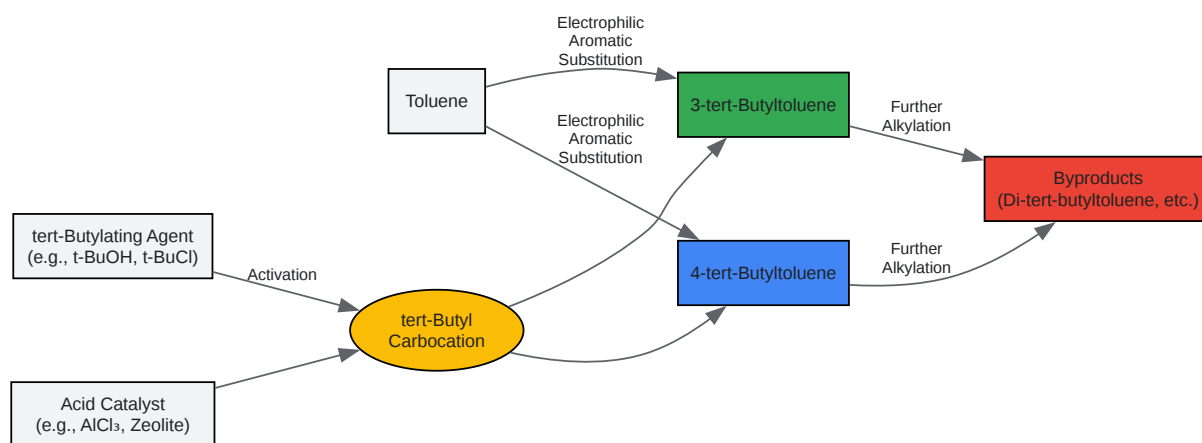 Electrophilic
Aromatic
Substitution
Toluene
3-tert-Butyltoluene
Further
Alkylation
Electrophilic
Aromatic
Substitution
Byproducts
(Di-tert-butyltoluene, etc.)
tert-Butylating Agent
(e.g., t-BuOH, t-BuCl)
Activation
4-tert-Butyltoluene
Further
Alkylation
tert-Butyl
Carbocation
Acid Catalyst
(e.g., AlCl₃, Zeolite)